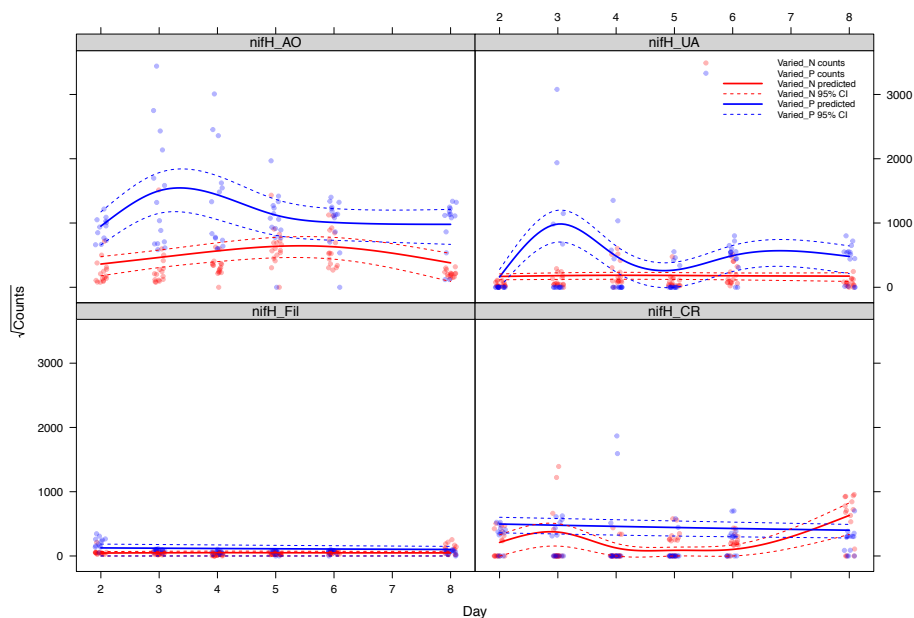 2 3 4 5 6 7 8
nifH_AO
nifH_UA
Varied_N counts
Varied_P counts
Varied_N predicted
Varied_N 95% CI
Varied_P predicted
Varied_P 95% CI
3000
2000
1000
0
√Counts
nifH_Fil
nifH_CR
3000
2000
1000
0
2 3 4 5 6 7 8
Day